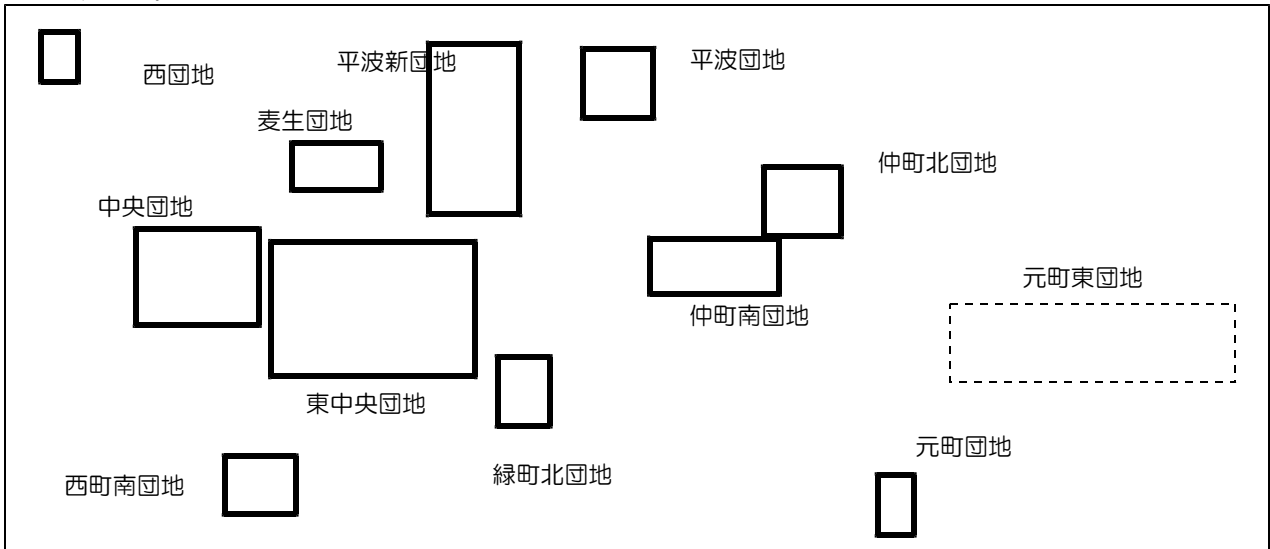 平波新団地
平波団地
西団地
麦生団地
仲町北団地
中央団地
元町東団地
仲町南団地
東中央団地
元町団地
緑町北団地
西町南団地